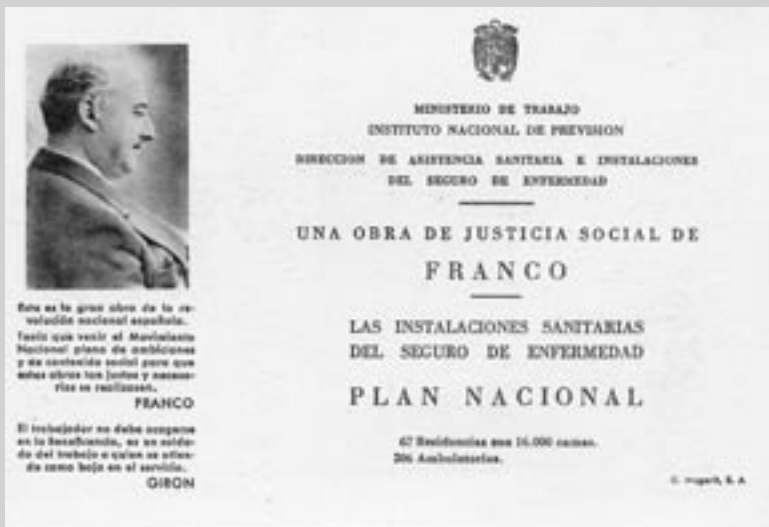 Esta es la gran obra de la re-
volución nacional española.
Tenía que venir el Movimiento
Nacional pleno de ambiciones
y de contenido social para que
estas obras tan justas y necesa-
rias se realizasen.
FRANCO
El trabajador no debe acogerse
en la Beneficencia, es un solda-
do del trabajo a quien se atien-
de como baja en el servicio.
GIRON
MINISTERIO DE TRABAJO
INSTITUTO NACIONAL DE PREVISION
DIRECCION DE ASISTENCIA SANITARIA E INSTALACIONES
DEL SEGURO DE ENFERMEDAD
UNA OBRA DE JUSTICIA SOCIAL DE
FRANCO
LAS INSTALACIONES SANITARIAS
DEL SEGURO DE ENFERMEDAD
PLAN NACIONAL
67 Residencias con 16.000 camas.
206 Ambulatorios.
S. A